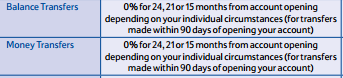 Balance Transfers
0% for 24, 21 or 15 months from account opening
depending on your individual circumstances (for transfers
made within 90 days of opening your account)
Money Transfers
0% for 24, 21 or 15 months from account opening
depending on your individual circumstances (for transfers
made within 90 days of opening your account)